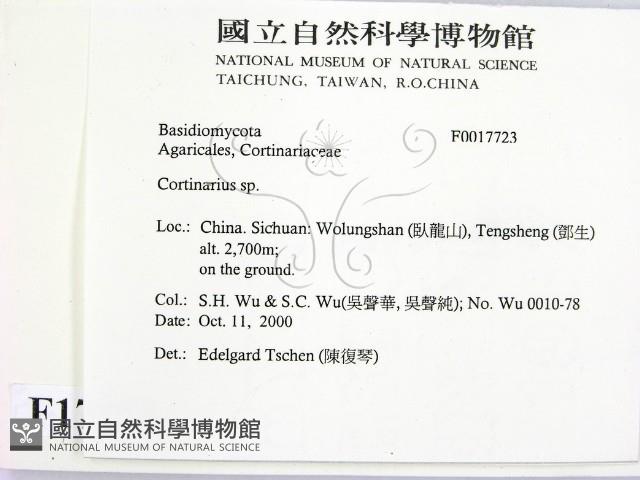 國立自然科學博物館
NATIONAL MUSEUM OF NATURAL SCIENCE
TAICHUNG, TAIWAN, R.O.CHINA
Basidiomycota F0017723
Agaricales, Cortinariaceae
Cortinarius sp.
Loc.: China. Sichuan: Wolungshan (臥龍山), Tengsheng (鄧生)
alt. 2,700m;
on the ground.
Col.: S.H. Wu & S.C. Wu(吳聲華, 吳聲純); No. Wu 0010-78
Date: Oct. 11, 2000
Det.: Edelgard Tschen (陳復琴)
國立自然科學博物館
NATIONAL MUSEUM OF NATURAL SCIENCE